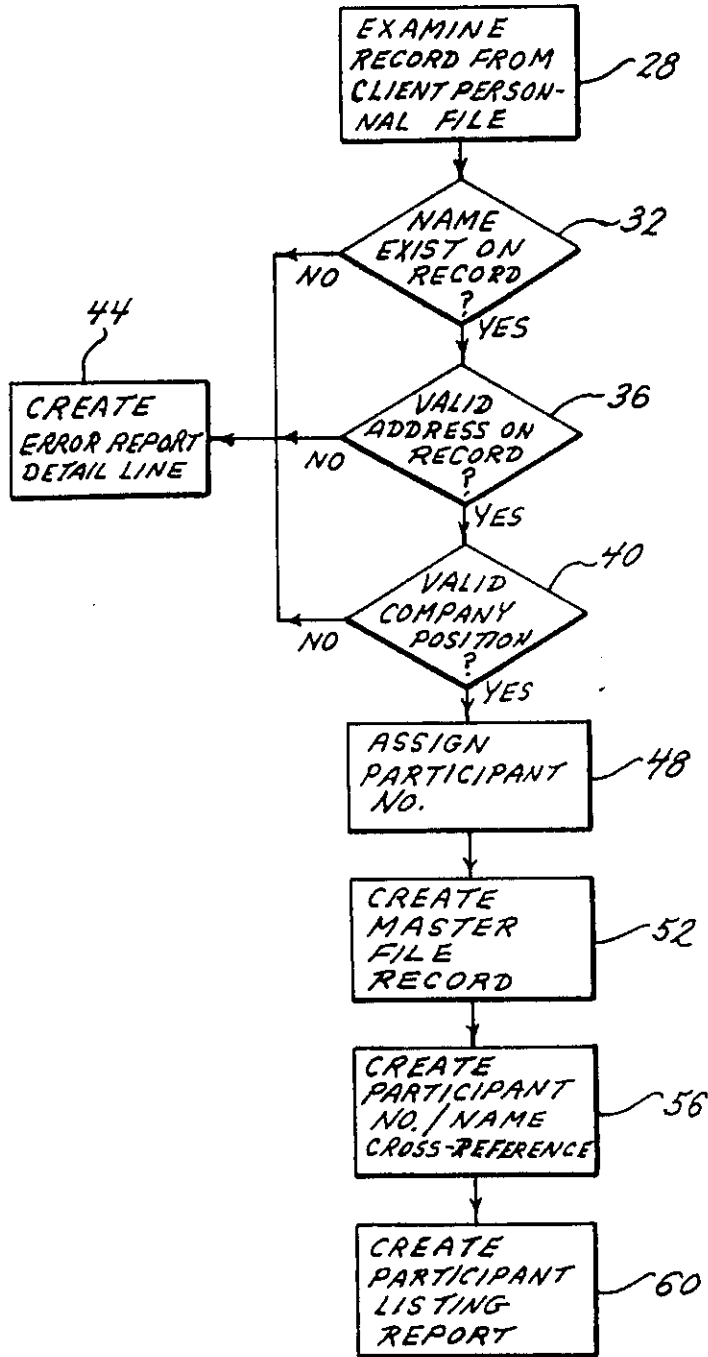 EXAMINE
RECORD FROM
CLIENT PERSON-
NAL FILE
28
NAME
EXIST ON
RECORD
?
32
NO
YES
44
CREATE
ERROR REPORT
DETAIL LINE
VALID
ADDRESS ON
RECORD
?
36
NO
YES
VALID
COMPANY
POSITION
?
40
NO
YES
ASSIGN
PARTICIPANT
NO.
48
CREATE
MASTER
FILE
RECORD
52
CREATE
PARTICIPANT
NO./NAME
CROSS-REFERENCE
56
CREATE
PARTICIPANT
LISTING
REPORT
60